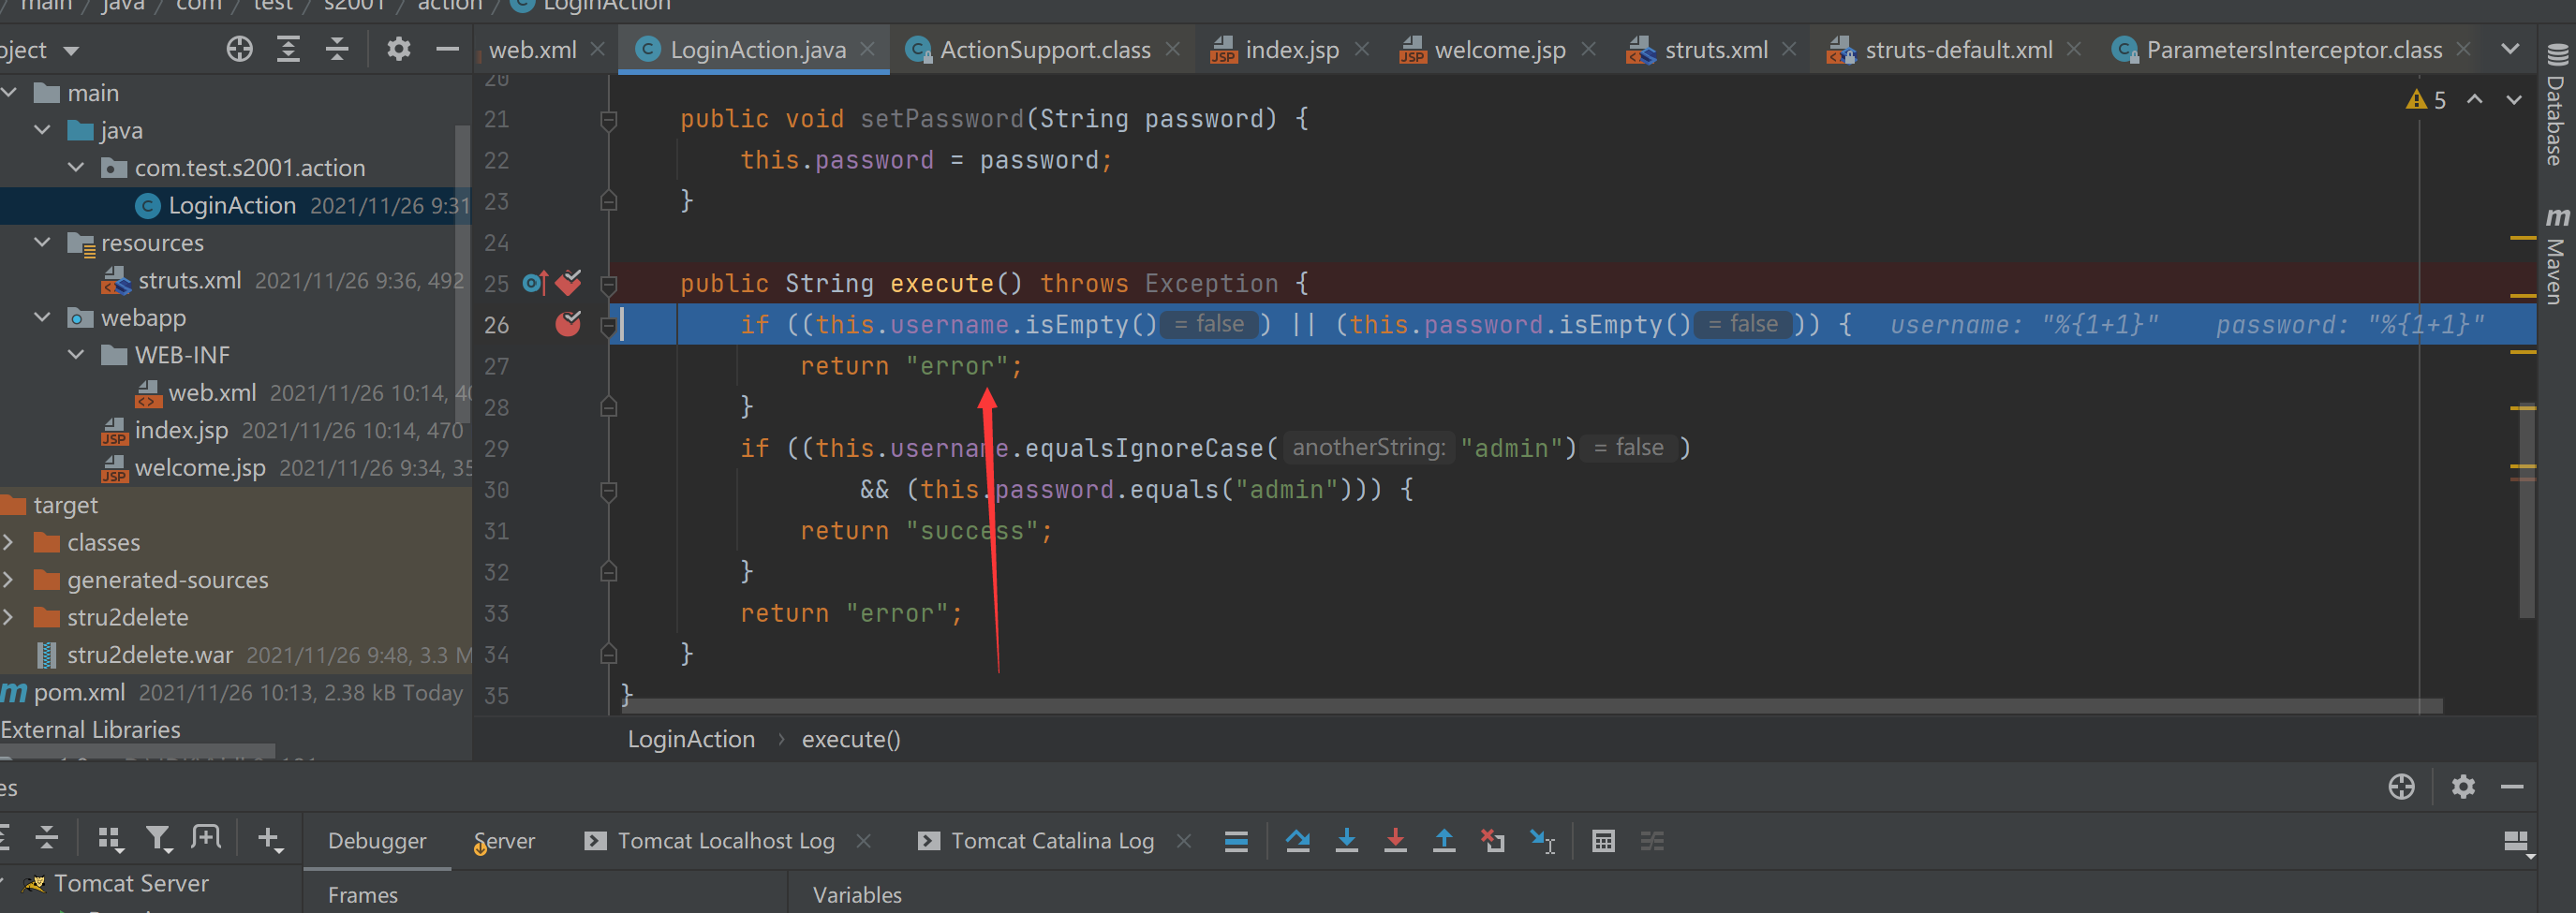 main / java / com / test / s2001 / action / LoginAction
oject
web.xml
LoginAction.java
ActionSupport.class
index.jsp
welcome.jsp
struts.xml
struts-default.xml
ParametersInterceptor.class
main
java
com.test.s2001.action
LoginAction 2021/11/26 9:31
resources
struts.xml 2021/11/26 9:36, 492
webapp
WEB-INF
web.xml 2021/11/26 10:14, 40
index.jsp 2021/11/26 10:14, 470
welcome.jsp 2021/11/26 9:34, 35
target
classes
generated-sources
stru2delete
stru2delete.war 2021/11/26 9:48, 3.3 M
pom.xml 2021/11/26 10:13, 2.38 kB Today
External Libraries
20
21 public void setPassword(String password) {
22 this.password = password;
23 }
24
25 public String execute() throws Exception {
26 if ((this.username.isEmpty() = false ) || (this.password.isEmpty() = false )) { username: "%{1+1}" password: "%{1+1}"
27 return "error";
28 }
29 if ((this.username.equalsIgnoreCase( anotherString: "admin") = false )
30 && (this.password.equals("admin"))) {
31 return "success";
32 }
33 return "error";
34 }
35 }
5
Database
Maven
LoginAction › execute()
es
Debugger
Server
Tomcat Localhost Log
Tomcat Catalina Log
Tomcat Server
Frames
Variables